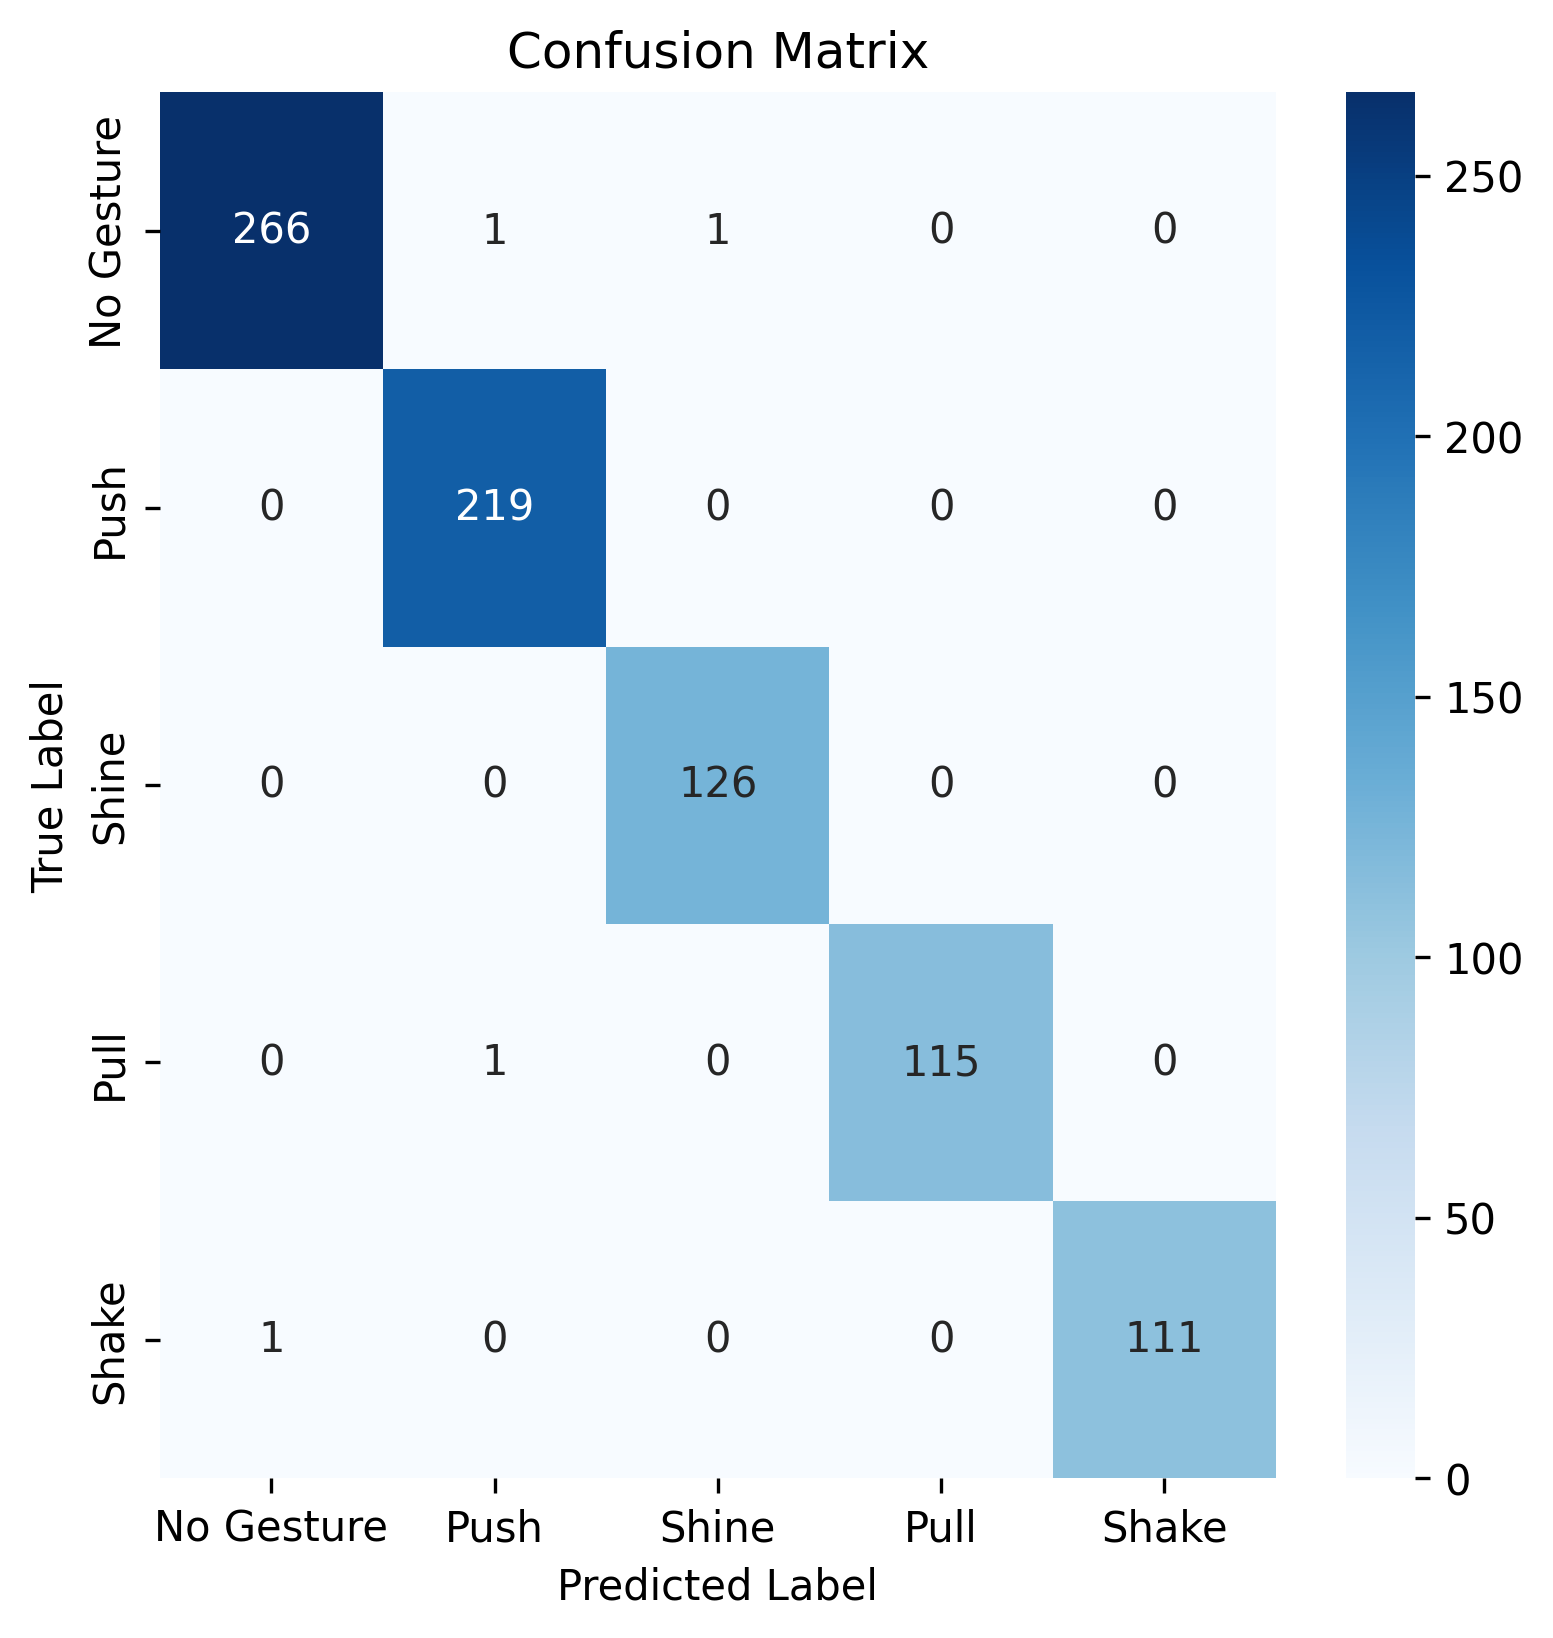 Confusion Matrix
No Gesture
266 1 1 0 0
Push
0 219 0 0 0
Shine
0 0 126 0 0
Pull
0 1 0 115 0
Shake
1 0 0 0 111
True Label
No Gesture Push Shine Pull Shake
Predicted Label
250
200
150
100
50
0